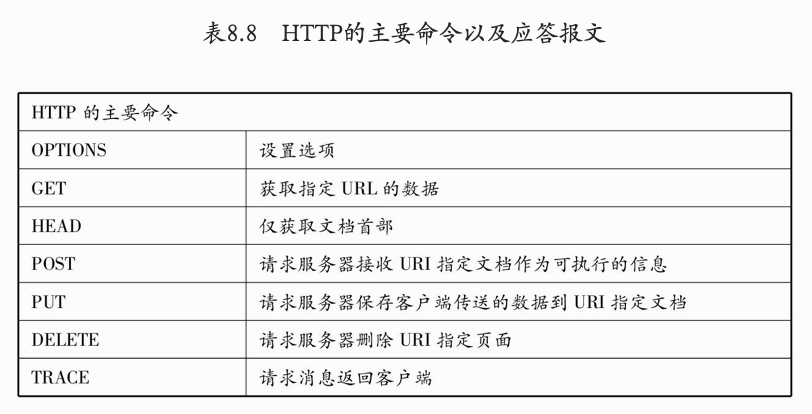 表8.8 HTTP的主要命令以及应答报文
HTTP 的主要命令
OPTIONS 设置选项
GET 获取指定 URL 的数据
HEAD 仅获取文档首部
POST 请求服务器接收 URI 指定文档作为可执行的信息
PUT 请求服务器保存客户端传送的数据到 URI 指定文档
DELETE 请求服务器删除 URI 指定页面
TRACE 请求消息返回客户端